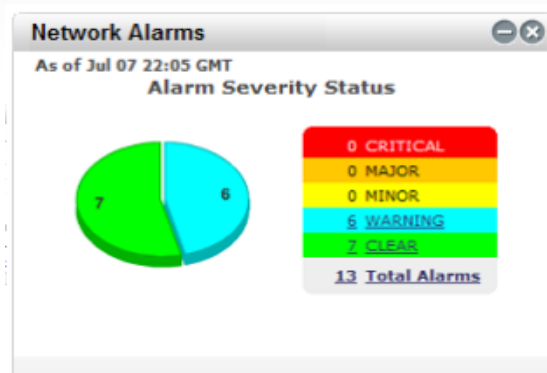 Network Alarms
As of Jul 07 22:05 GMT
Alarm Severity Status
7
6
0 CRITICAL
0 MAJOR
0 MINOR
6 WARNING
7 CLEAR
13 Total Alarms